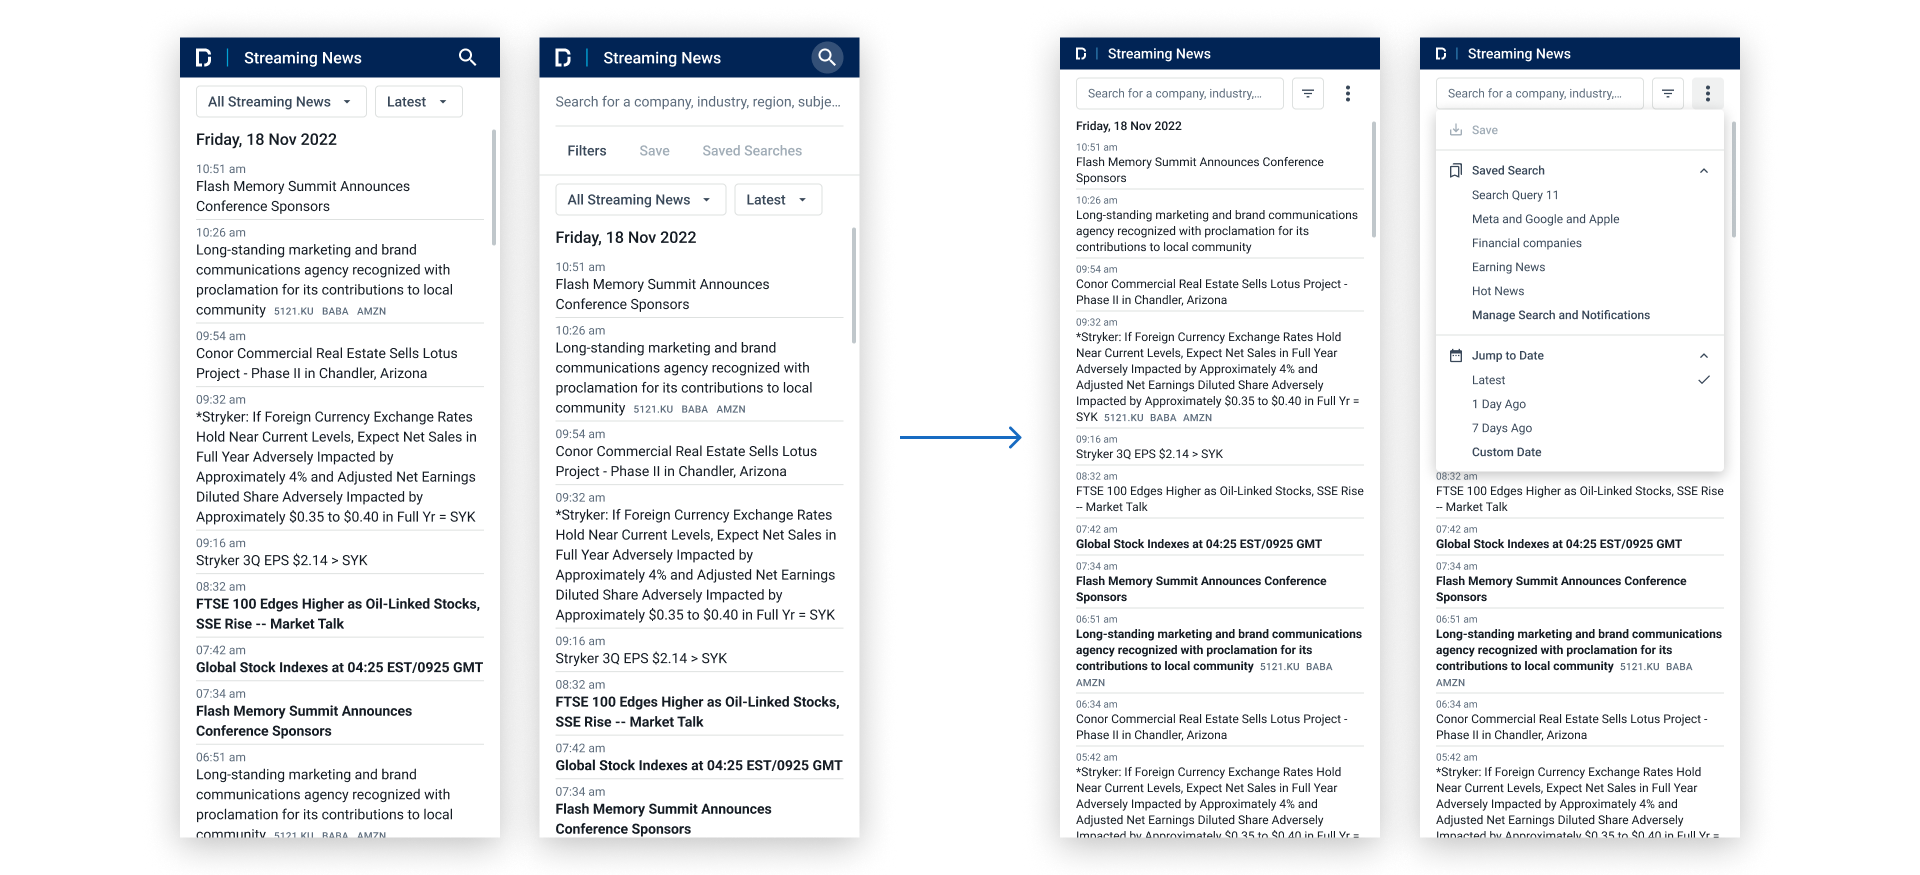 Streaming News
All Streaming News
Latest
Friday, 18 Nov 2022
10:51 am
Flash Memory Summit Announces
Conference Sponsors
10:26 am
Long-standing marketing and brand
communications agency recognized with
proclamation for its contributions to local
community 5121.KU BABA AMZN
09:54 am
Conor Commercial Real Estate Sells Lotus
Project - Phase II in Chandler, Arizona
09:32 am
*Stryker: If Foreign Currency Exchange Rates
Hold Near Current Levels, Expect Net Sales in
Full Year Adversely Impacted by
Approximately 4% and Adjusted Net Earnings
Diluted Share Adversely Impacted by
Approximately $0.35 to $0.40 in Full Yr = SYK
09:16 am
Stryker 3Q EPS $2.14 > SYK
08:32 am
FTSE 100 Edges Higher as Oil-Linked Stocks,
SSE Rise -- Market Talk
07:42 am
Global Stock Indexes at 04:25 EST/0925 GMT
07:34 am
Flash Memory Summit Announces
Conference Sponsors
06:51 am
Long-standing marketing and brand
communications agency recognized with
proclamation for its contributions to local
community 5121.KU BABA AMZN
Streaming News
Search for a company, industry, region, subje...
Filters Save Saved Searches
All Streaming News
Latest
Friday, 18 Nov 2022
10:51 am
Flash Memory Summit Announces
Conference Sponsors
10:26 am
Long-standing marketing and brand
communications agency recognized with
proclamation for its contributions to local
community 5121.KU BABA AMZN
09:54 am
Conor Commercial Real Estate Sells Lotus
Project - Phase II in Chandler, Arizona
09:32 am
*Stryker: If Foreign Currency Exchange Rates
Hold Near Current Levels, Expect Net Sales in
Full Year Adversely Impacted by
Approximately 4% and Adjusted Net Earnings
Diluted Share Adversely Impacted by
Approximately $0.35 to $0.40 in Full Yr = SYK
09:16 am
Stryker 3Q EPS $2.14 > SYK
08:32 am
FTSE 100 Edges Higher as Oil-Linked Stocks,
SSE Rise -- Market Talk
07:42 am
Global Stock Indexes at 04:25 EST/0925 GMT
07:34 am
Flash Memory Summit Announces
Conference Sponsors
Streaming News
Search for a company, industry,...
Friday, 18 Nov 2022
10:51 am
Flash Memory Summit Announces Conference
Sponsors
10:26 am
Long-standing marketing and brand communications
agency recognized with proclamation for its
contributions to local community
09:54 am
Conor Commercial Real Estate Sells Lotus Project -
Phase II in Chandler, Arizona
09:32 am
*Stryker: If Foreign Currency Exchange Rates Hold
Near Current Levels, Expect Net Sales in Full Year
Adversely Impacted by Approximately 4% and
Adjusted Net Earnings Diluted Share Adversely
Impacted by Approximately $0.35 to $0.40 in Full Yr =
SYK 5121.KU BABA AMZN
09:16 am
Stryker 3Q EPS $2.14 > SYK
08:32 am
FTSE 100 Edges Higher as Oil-Linked Stocks, SSE Rise
-- Market Talk
07:42 am
Global Stock Indexes at 04:25 EST/0925 GMT
07:34 am
Flash Memory Summit Announces Conference
Sponsors
06:51 am
Long-standing marketing and brand communications
agency recognized with proclamation for its
contributions to local community 5121.KU BABA
AMZN
06:34 am
Conor Commercial Real Estate Sells Lotus Project -
Phase II in Chandler, Arizona
05:42 am
*Stryker: If Foreign Currency Exchange Rates Hold
Near Current Levels, Expect Net Sales in Full Year
Adversely Impacted by Approximately 4% and
Adjusted Net Earnings Diluted Share Adversely
Impacted by Approximately $0.35 to $0.40 in Full Yr =
Streaming News
Search for a company, industry,...
Save
Saved Search
Search Query 11
Meta and Google and Apple
Financial companies
Earning News
Hot News
Manage Search and Notifications
Jump to Date
Latest
1 Day Ago
7 Days Ago
Custom Date
08:32 am
FTSE 100 Edges Higher as Oil-Linked Stocks, SSE Rise
-- Market Talk
07:42 am
Global Stock Indexes at 04:25 EST/0925 GMT
07:34 am
Flash Memory Summit Announces Conference
Sponsors
06:51 am
Long-standing marketing and brand communications
agency recognized with proclamation for its
contributions to local community 5121.KU BABA
AMZN
06:34 am
Conor Commercial Real Estate Sells Lotus Project -
Phase II in Chandler, Arizona
05:42 am
*Stryker: If Foreign Currency Exchange Rates Hold
Near Current Levels, Expect Net Sales in Full Year
Adversely Impacted by Approximately 4% and
Adjusted Net Earnings Diluted Share Adversely
Impacted by Approximately $0.35 to $0.40 in Full Yr =